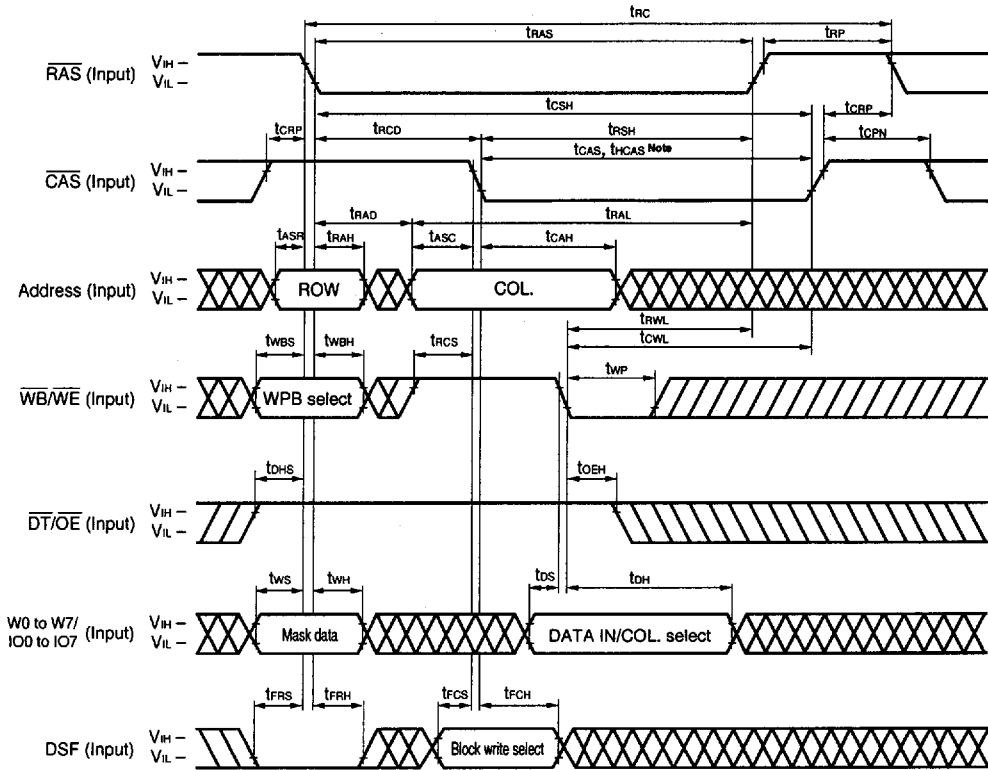 tRC
tRAS tRP
RAS (Input) VIH –
VIL –
tCSH tCRP
tCRP tRCD tRSH tCPN
tCAS, tHCAS Note
CAS (Input) VIH –
VIL –
tRAD tRAL
tASR tRAH tASC tCAH
Address (Input) VIH –
VIL –
ROW COL.
tRWL
tCWL
tWBS tWBH tRCS tWP
WB/WE (Input) VIH –
VIL –
WPB select
tDHS tOEH
DT/OE (Input) VIH –
VIL –
tWS tWH tDS tDH
W0 to W7/
IO0 to IO7 (Input) VIH –
VIL –
Mask data DATA IN/COL. select
tFRS tFRH tFCS tFCH
DSF (Input) VIH –
VIL –
Block write select